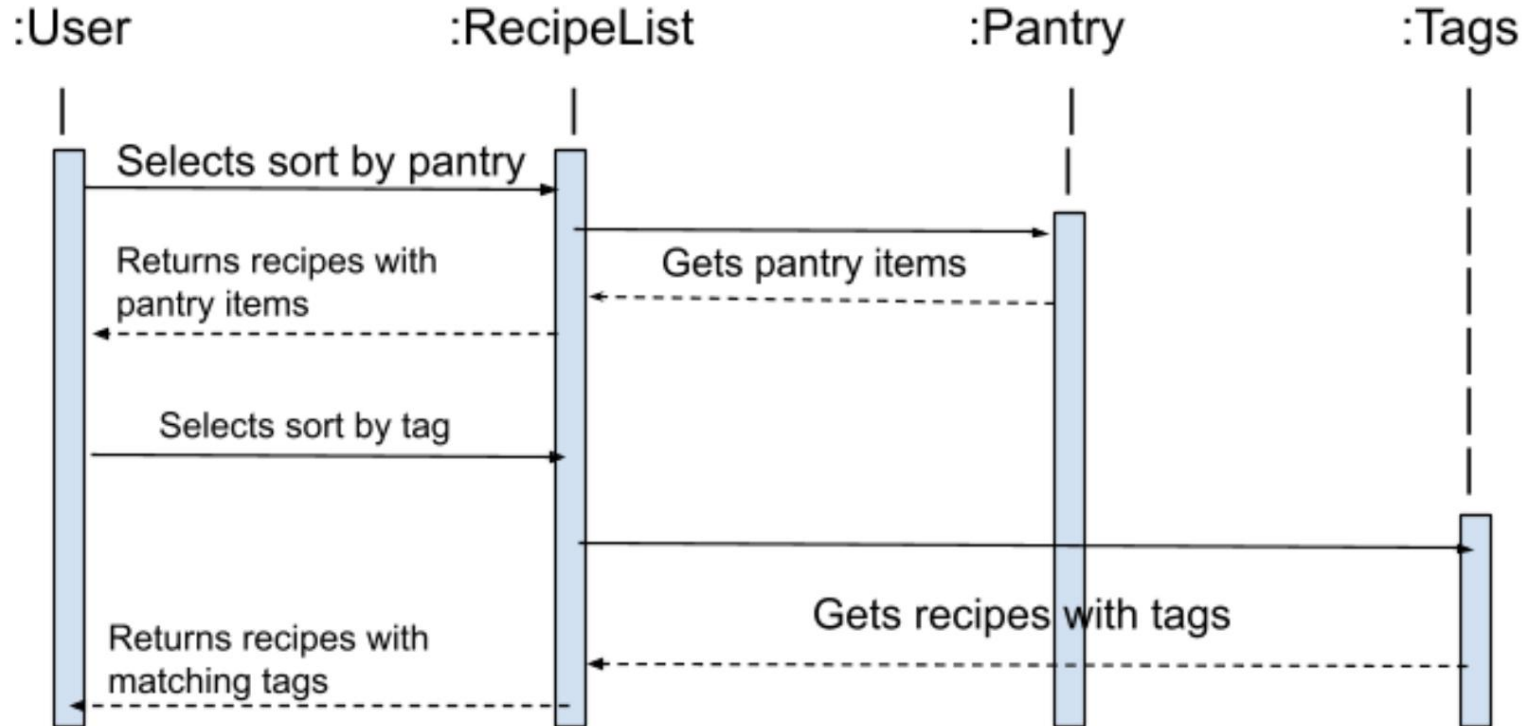 :User
:RecipeList
:Pantry
:Tags
Selects sort by pantry
Returns recipes with
pantry items
Gets pantry items
Selects sort by tag
Gets recipes with tags
Returns recipes with
matching tags